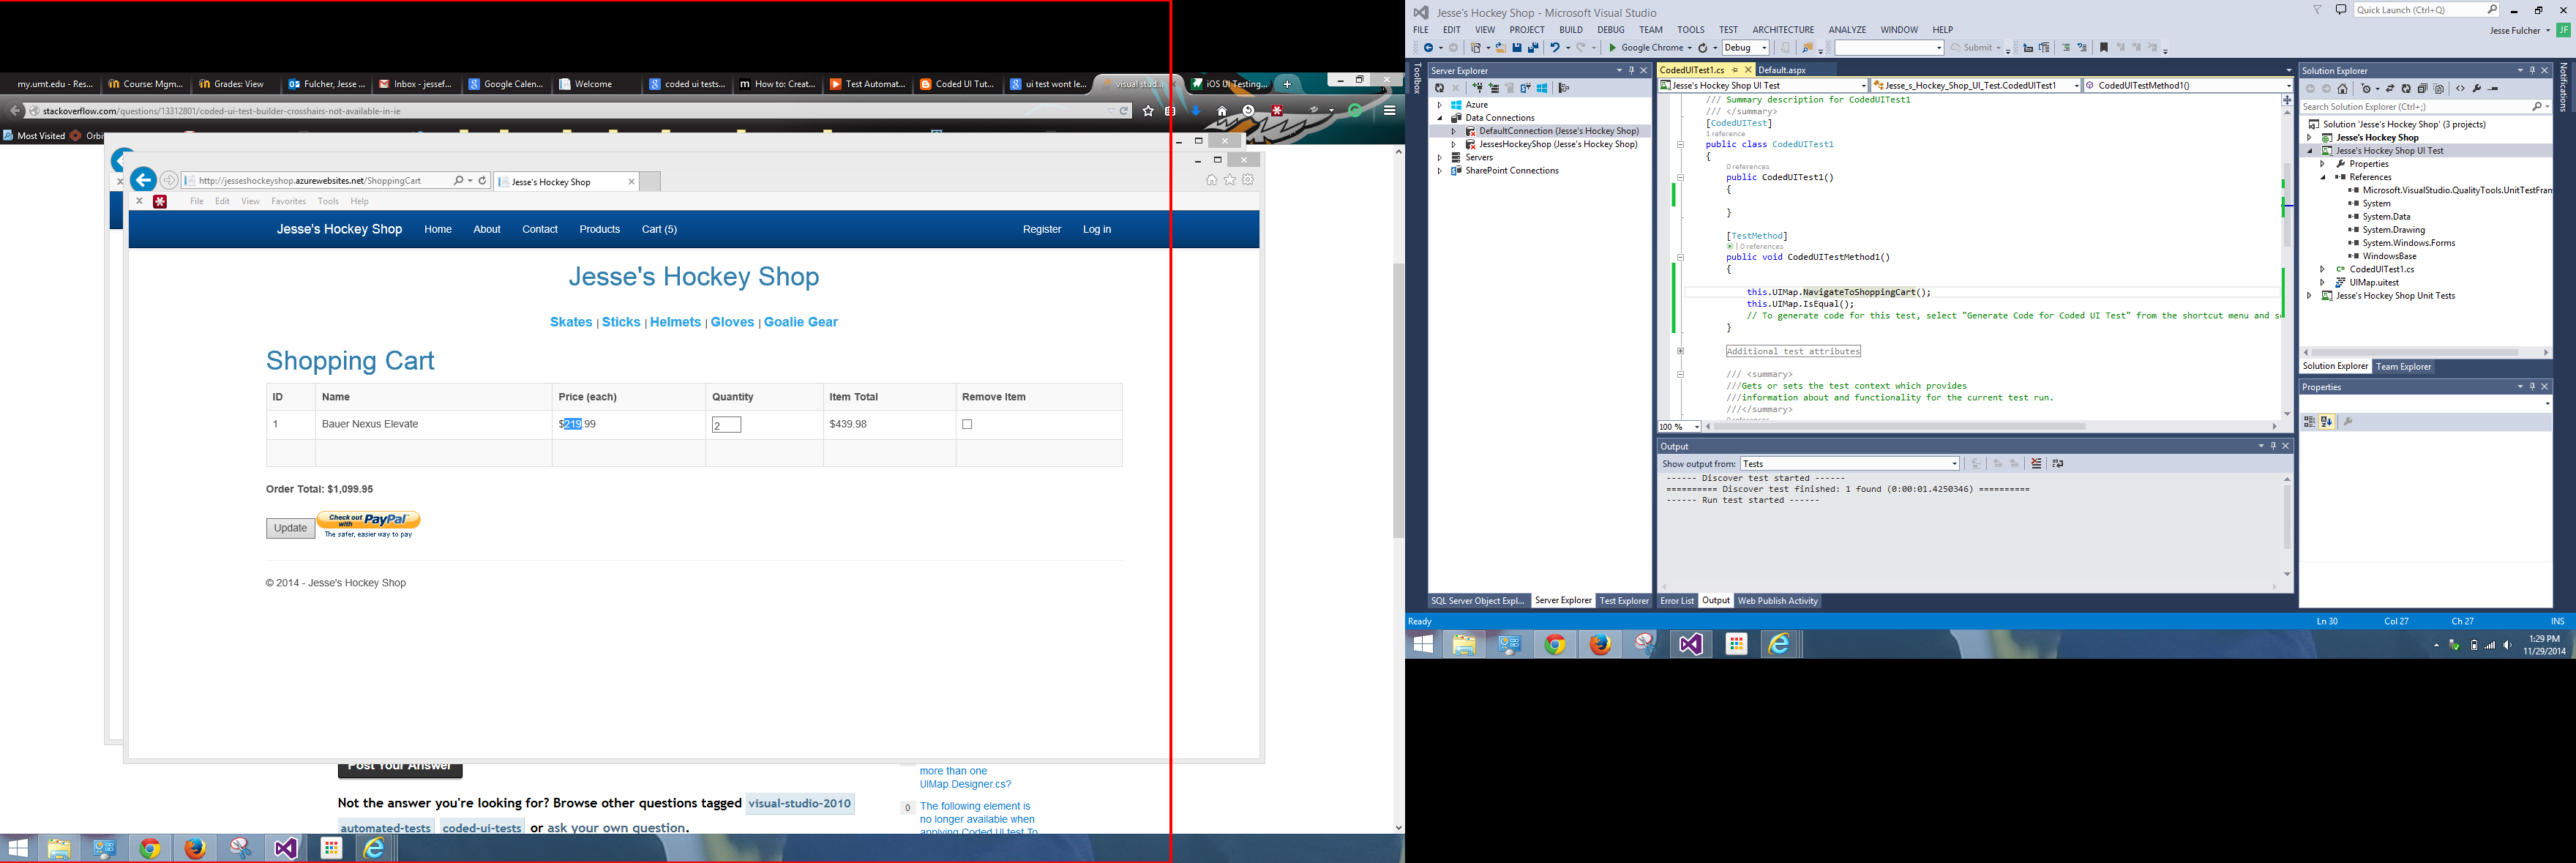 my.umt.edu - Res...
Course: Mgm...
Grades: View
Fulcher, Jesse ...
Inbox - jessef...
Google Calen...
Welcome
coded ui tests...
How to: Creat...
Test Automat...
Coded UI Tut...
ui test wont le...
visual stud...
iOS UI Testing...
stackoverflow.com/questions/13312801/coded-ui-test-builder-crosshairs-not-available-in-ie
Most Visited
Orbi
http://jesseshockeyshop.azurewebsites.net/ShoppingCart
Jesse's Hockey Shop
File Edit View Favorites Tools Help
Jesse's Hockey Shop Home About Contact Products Cart (5) Register Log in
Jesse's Hockey Shop
Skates | Sticks | Helmets | Gloves | Goalie Gear
Shopping Cart
ID Name Price (each) Quantity Item Total Remove Item
1 Bauer Nexus Elevate $219.99 2 $439.98
Order Total: $1,099.95
Update
Check out with PayPal
The safer, easier way to pay
© 2014 - Jesse's Hockey Shop
Post Your Answer
more than one
UIMap.Designer.cs?
Not the answer you're looking for? Browse other questions tagged visual-studio-2010
automated-tests coded-ui-tests or ask your own question.
0 The following element is
no longer available when
applying Coded UI test To
Jesse's Hockey Shop - Microsoft Visual Studio
Quick Launch (Ctrl+Q)
FILE EDIT VIEW PROJECT BUILD DEBUG TEAM TOOLS TEST ARCHITECTURE ANALYZE WINDOW HELP
Jesse Fulcher JF
Google Chrome
Debug
Submit
Toolbox
Server Explorer
Azure
Data Connections
DefaultConnection (Jesse's Hockey Shop)
JessesHockeyShop (Jesse's Hockey Shop)
Servers
SharePoint Connections
SQL Server Object Expl... Server Explorer Test Explorer
CodedUITest1.cs
Default.aspx
Jesse's Hockey Shop UI Test
Jesse_s_Hockey_Shop_UI_Test.CodedUITest1
CodedUITestMethod1()
/// Summary description for CodedUITest1
/// </summary>
[CodedUITest]
1 reference
public class CodedUITest1
{
0 references
public CodedUITest1()
{
}
[TestMethod]
| 0 references
public void CodedUITestMethod1()
{
this.UIMap.NavigateToShoppingCart();
this.UIMap.IsEqual();
// To generate code for this test, select "Generate Code for Coded UI Test" from the shortcut menu and s
}
Additional test attributes
/// <summary>
///Gets or sets the test context which provides
///information about and functionality for the current test run.
///</summary>
100 %
Output
Show output from: Tests
------ Discover test started ------
========== Discover test finished: 1 found (0:00:01.4250346) ==========
------ Run test started ------
Error List Output Web Publish Activity
Solution Explorer
Search Solution Explorer (Ctrl+;)
Solution 'Jesse's Hockey Shop' (3 projects)
Jesse's Hockey Shop
Jesse's Hockey Shop UI Test
Properties
References
Microsoft.VisualStudio.QualityTools.UnitTestFram
System
System.Data
System.Drawing
System.Windows.Forms
WindowsBase
CodedUITest1.cs
UIMap.uitest
Jesse's Hockey Shop Unit Tests
Solution Explorer Team Explorer
Properties
Notifications
Ready
Ln 30 Col 27 Ch 27 INS
1:29 PM
11/29/2014